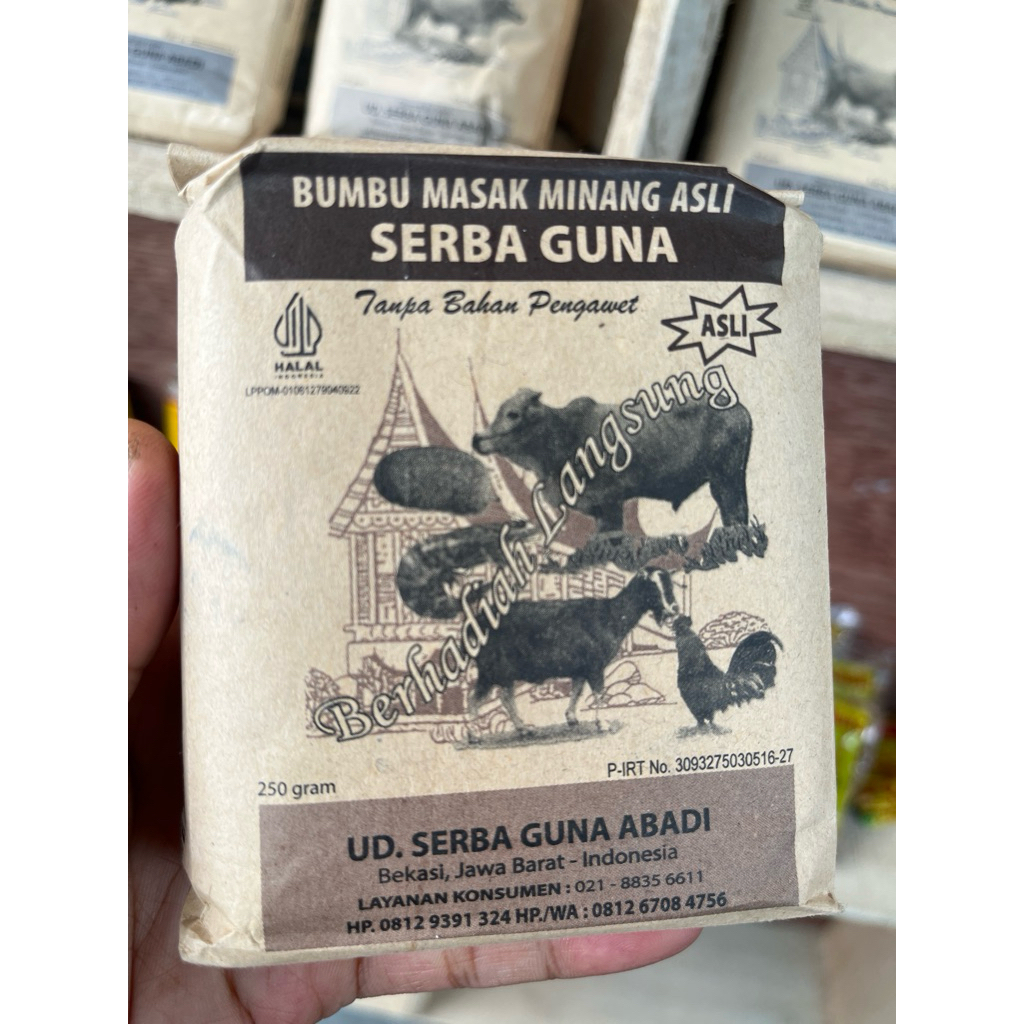 BUMBU MASAK MINANG ASLI
SERBA GUNA
Tanpa Bahan Pengawet
ASLI
HALAL
INDONESIA
LPPOM-01061279040922
Berhadiah Langsung
250 gram
P-IRT No. 3093275030516-27
UD. SERBA GUNA ABADI
Bekasi, Jawa Barat - Indonesia
LAYANAN KONSUMEN : 021 - 8835 6611
HP. 0812 9391 324 HP./WA : 0812 6708 4756